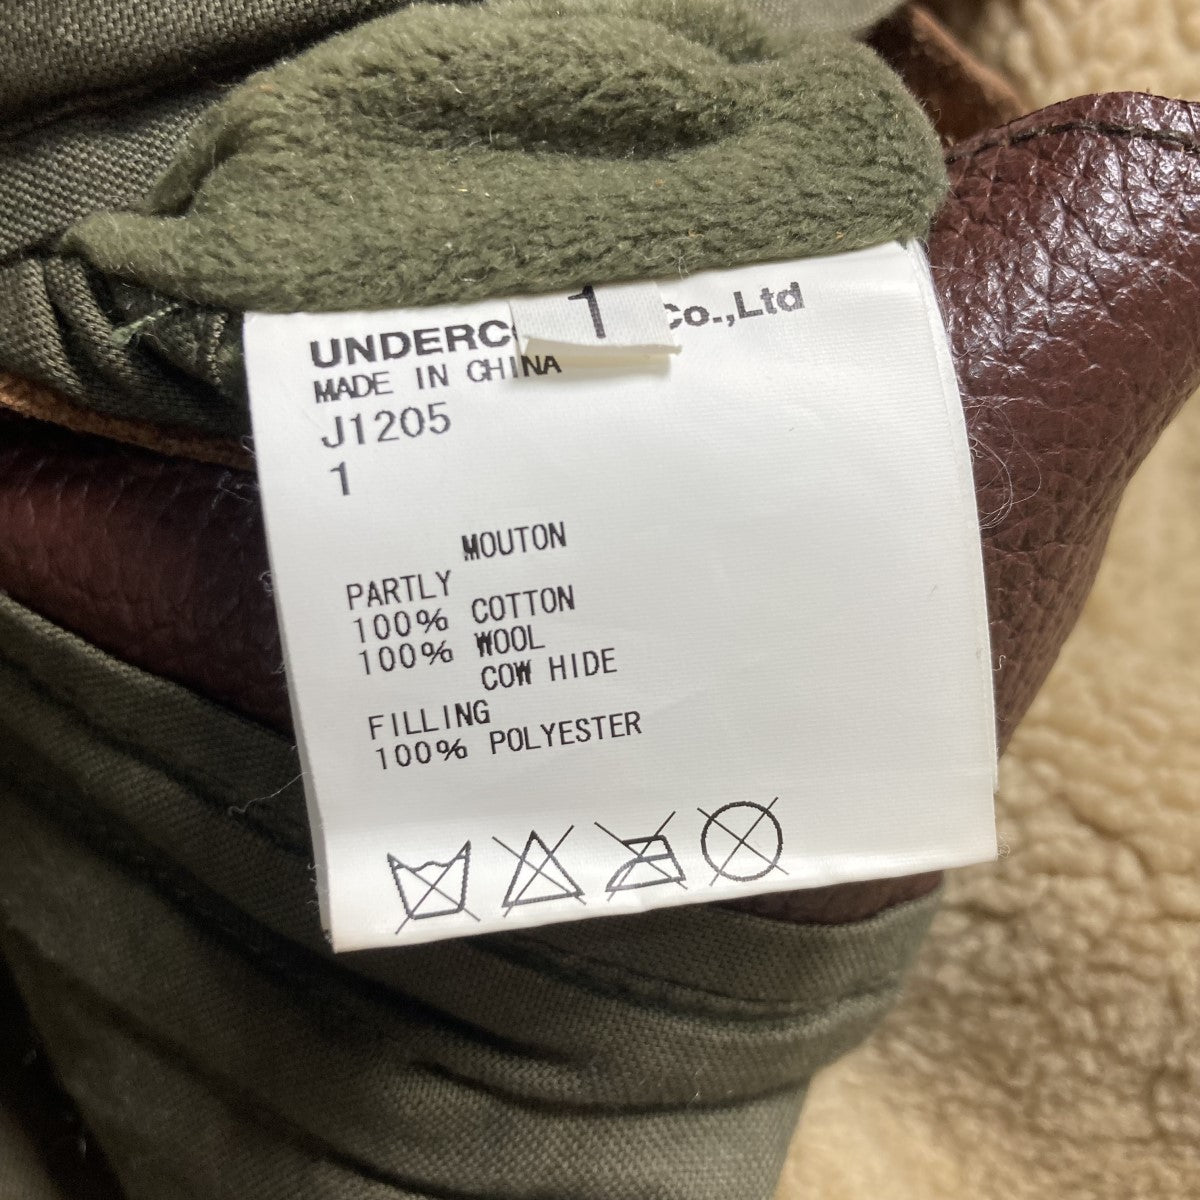 1
Co.,Ltd
MADE IN CHINA
J1205
1
MOUTON
PARTLY
100% COTTON
100% WOOL
COW HIDE
FILLING
100% POLYESTER